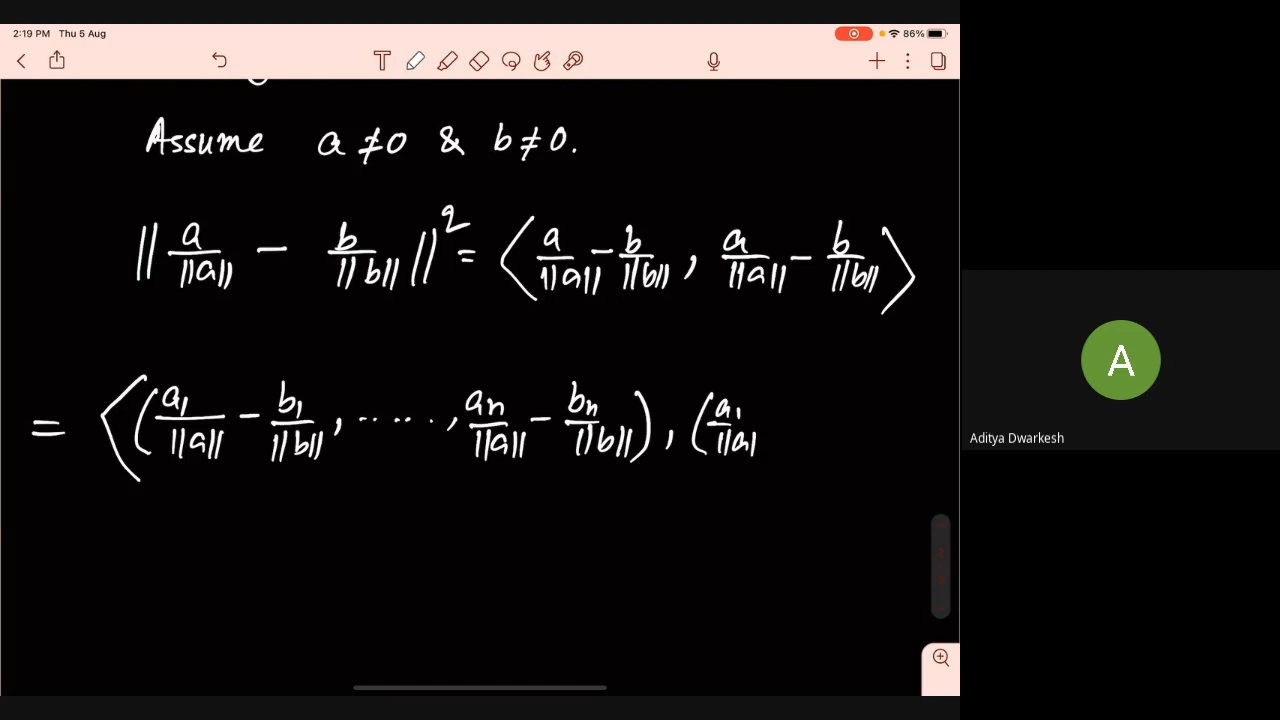 2:19 PM Thu 5 Aug
86%
Assume a ≠ 0 & b ≠ 0.
|| a/||a|| − b/||b|| ||² = ⟨ a/||a|| − b/||b|| , a/||a|| − b/||b|| ⟩
= ⟨ ( a₁/||a|| − b₁/||b|| , ...... , aₙ/||a|| − bₙ/||b|| ) , ( a₁/||a|
A
Aditya Dwarkesh